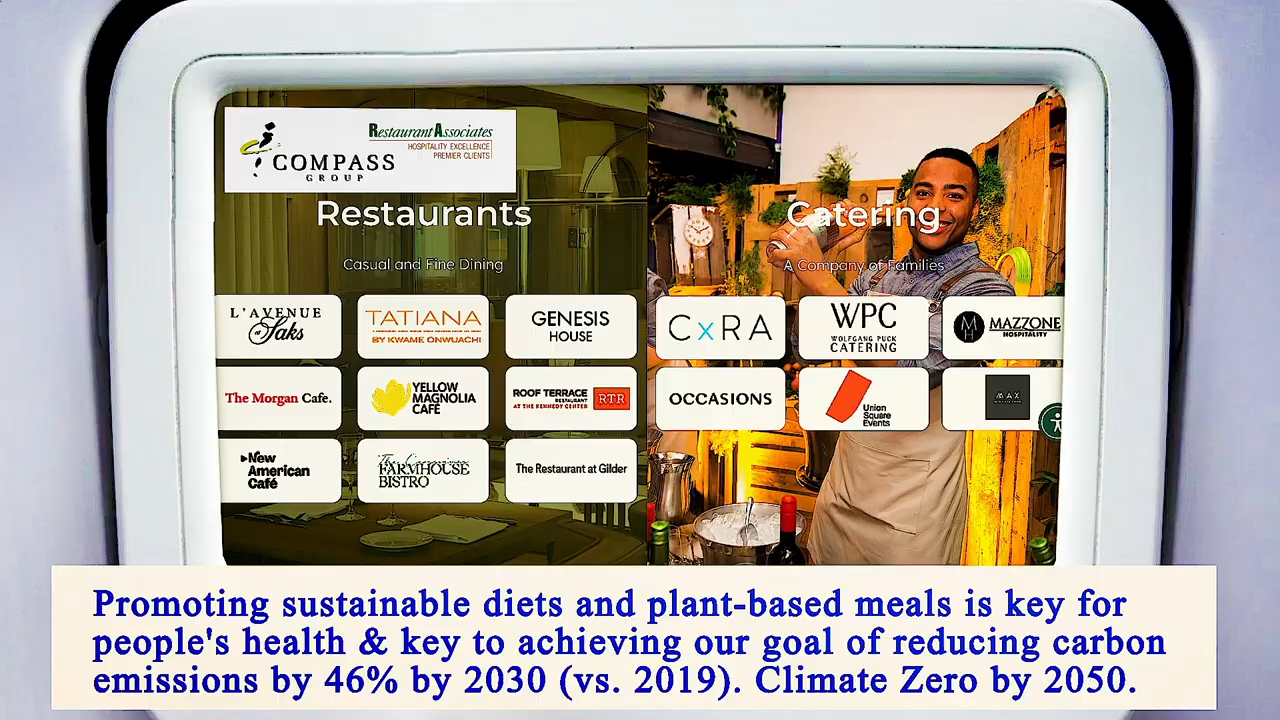 COMPASS
GROUP
Restaurant Associates
HOSPITALITY EXCELLENCE
PREMIER CLIENTS
Restaurants
Casual and Fine Dining
L'AVENUE
Saks
TATIANA
BY KWAME ONWUACHI
GENESIS
HOUSE
The Morgan Cafe.
YELLOW
MAGNOLIA
CAFÉ
ROOF TERRACE
RESTAURANT
AT THE KENNEDY CENTER
RTR
New
American
Café
FARMHOUSE
BISTRO
The Restaurant at Gilder
Catering
A Company of Families
CxRA
WPC
WOLFGANG PUCK
CATERING
MH
MAZZONE
HOSPITALITY
OCCASIONS
Union
Square
Events
MAX
Promoting sustainable diets and plant-based meals is key for
people's health & key to achieving our goal of reducing carbon
emissions by 46% by 2030 (vs. 2019). Climate Zero by 2050.